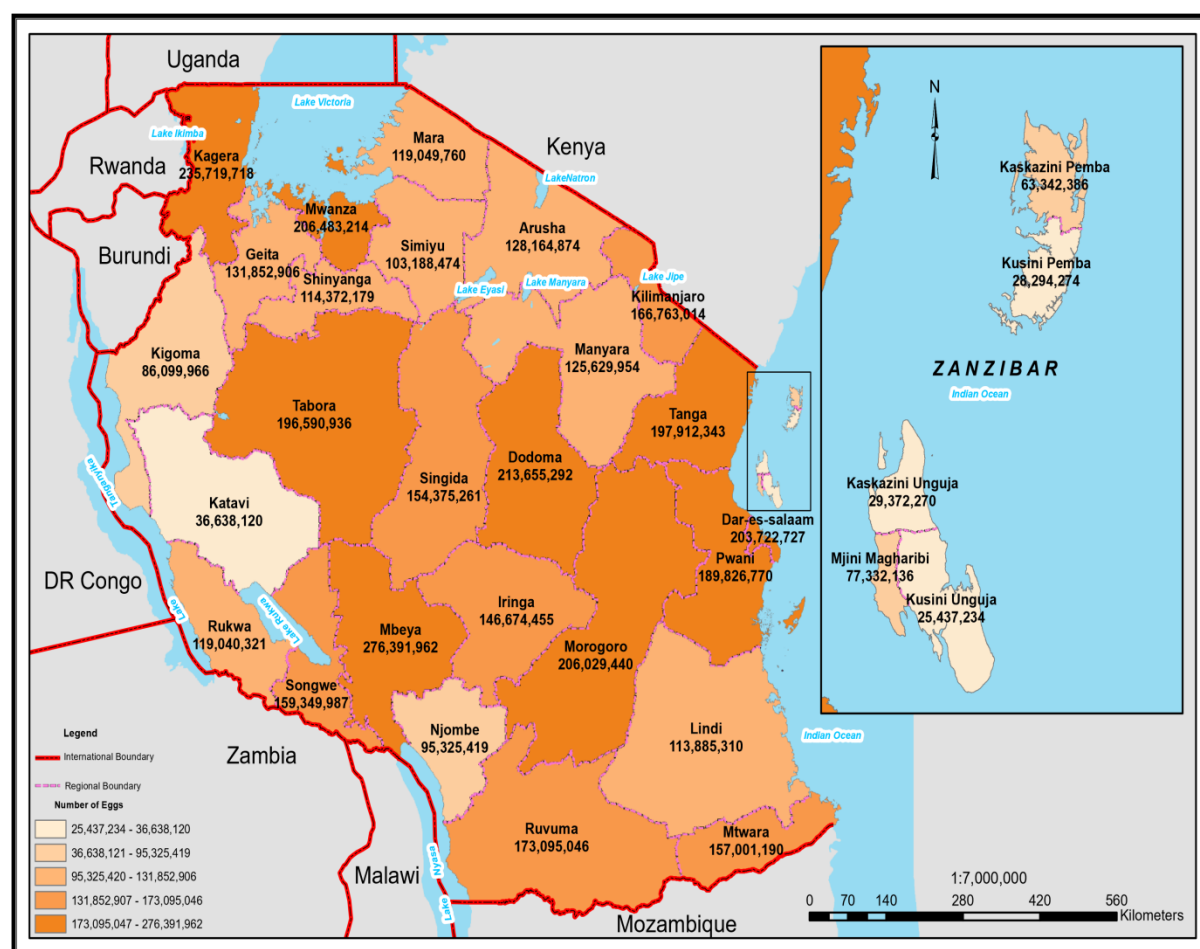 Uganda
Lake Victoria
Lake Ikimba
Rwanda
Kagera
235,719,718
Mara
119,049,760
Kenya
LakeNatron
Burundi
Mwanza
206,483,214
Geita
131,852,906
Simiyu
103,188,474
Arusha
128,164,874
Shinyanga
114,372,179
Lake Eyasi
Lake Manyara
Lake Jipe
Kilimanjaro
166,763,014
Kigoma
86,099,966
Manyara
125,629,954
Tabora
196,590,936
Tanga
197,912,343
Dodoma
213,655,292
Singida
154,375,261
Katavi
36,638,120
Tanganyika
Lake
Dar-es-salaam
203,722,727
Pwani
189,826,770
DR Congo
Rukwa
119,040,321
Lake Rukwa
Iringa
146,674,455
Mbeya
276,391,962
Morogoro
206,029,440
Songwe
159,349,987
Njombe
95,325,419
Lindi
113,885,310
Indian Ocean
Zambia
Ruvuma
173,095,046
Mtwara
157,001,190
Nyasa
Lake
Malawi
Mozambique
N
Kaskazini Pemba
63,342,386
Kusini Pemba
28,294,274
ZANZIBAR
Indian Ocean
Kaskazini Unguja
29,372,270
Mjini Magharibi
77,332,136
Kusini Unguja
25,437,234
Legend
International Boundary
Regional Boundary
Number of Eggs
25,437,234 - 36,638,120
36,638,121 - 95,325,419
95,325,420 - 131,852,906
131,852,907 - 173,095,046
173,095,047 - 276,391,962
1:7,000,000
0 70 140 280 420 560
Kilometers